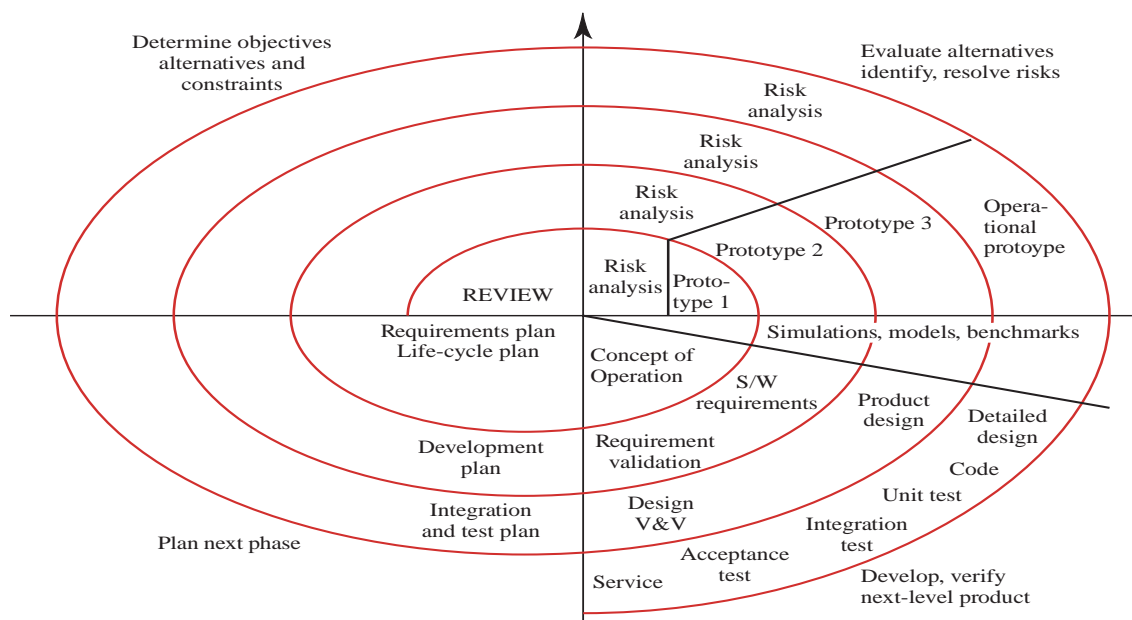 Determine objectives
alternatives and
constraints
Evaluate alternatives
identify, resolve risks
Risk
analysis
Risk
analysis
Risk
analysis
Risk
analysis
Proto-
type 1
Prototype 2
Prototype 3
Opera-
tional
protoype
REVIEW
Requirements plan
Life-cycle plan
Simulations, models, benchmarks
Concept of
Operation
S/W
requirements
Product
design
Detailed
design
Development
plan
Requirement
validation
Code
Unit test
Integration
and test plan
Design
V&V
Integration
test
Plan next phase
Acceptance
test
Service
Develop, verify
next-level product